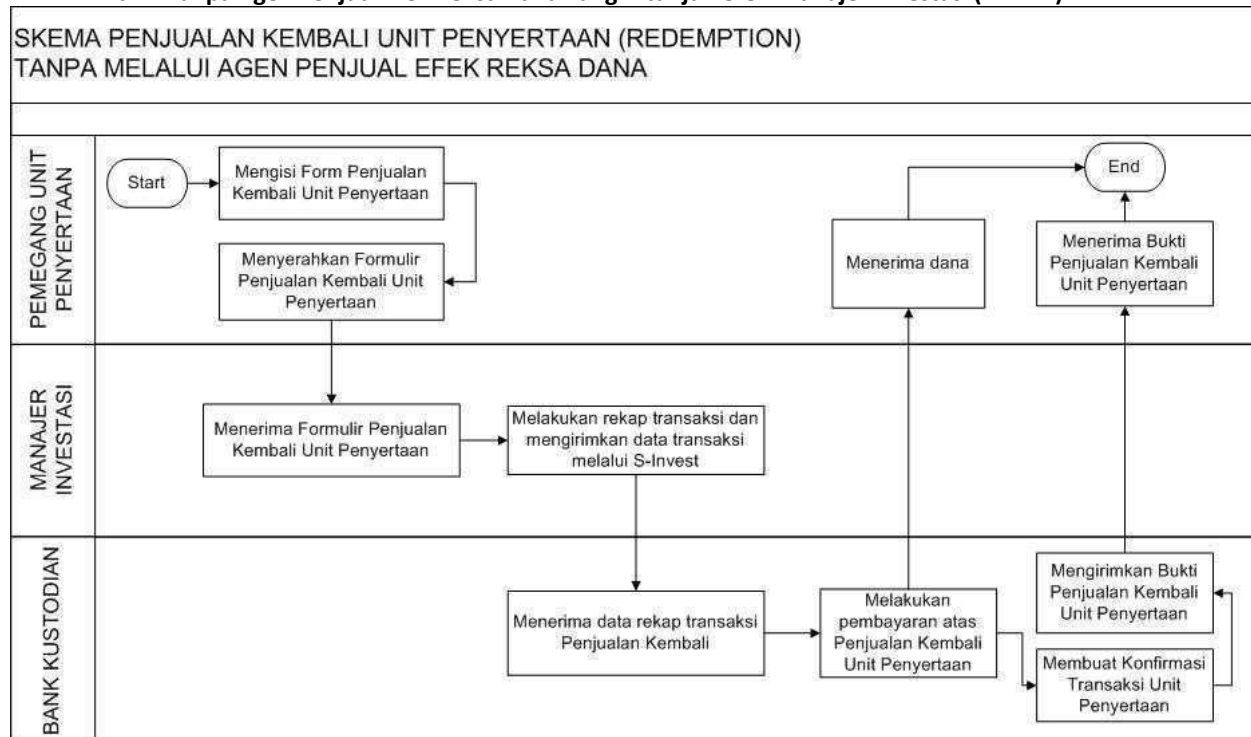 SKEMA PENJUALAN KEMBALI UNIT PENYERTAAN (REDEMPTION)
TANPA MELALUI AGEN PENJUAL EFEK REKSA DANA
PEMEGANG UNIT
PENYERTAAN
Start
Mengisi Form Penjualan
Kembali Unit Penyertaan
Menyerahkan Formulir
Penjualan Kembali Unit
Penyertaan
Menerima dana
End
Menerima Bukti
Penjualan Kembali
Unit Penyertaan
MANAJER
INVESTASI
Menerima Formulir Penjualan
Kembali Unit Penyertaan
Melakukan rekap transaksi dan
mengirimkan data transaksi
melalui S-Invest
BANK KUSTODIAN
Menerima data rekap transaksi
Penjualan Kembali
Melakukan
pembayaran atas
Penjualan Kembali
Unit Penyertaan
Mengirimkan Bukti
Penjualan Kembali
Unit Penyertaan
Membuat Konfirmasi
Transaksi Unit
Penyertaan